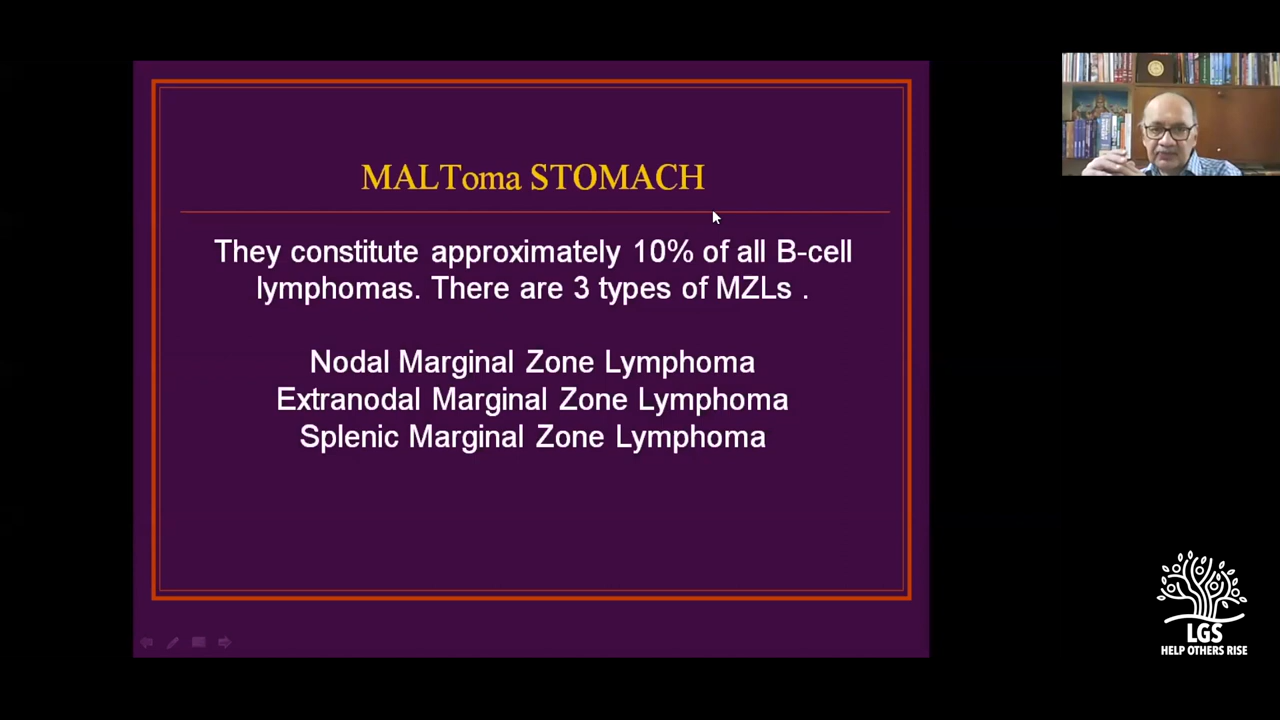 MALToma STOMACH
They constitute approximately 10% of all B-cell
lymphomas. There are 3 types of MZLs .
Nodal Marginal Zone Lymphoma
Extranodal Marginal Zone Lymphoma
Splenic Marginal Zone Lymphoma
LGS
HELP OTHERS RISE